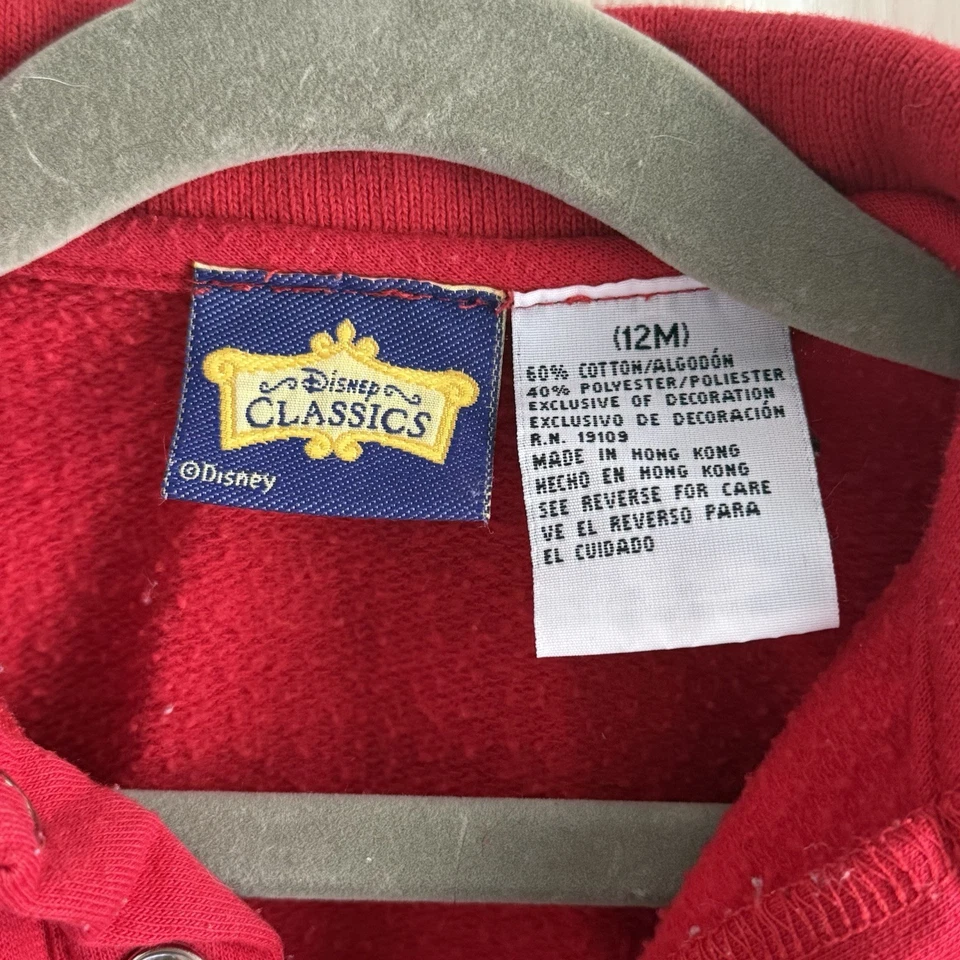 Disney
CLASSICS
©Disney
(12M)
60% COTTON/ALGODÓN
40% POLYESTER/POLIESTER
EXCLUSIVE OF DECORATION
EXCLUSIVO DE DECORACIÓN
R.N. 19109
MADE IN HONG KONG
HECHO EN HONG KONG
SEE REVERSE FOR CARE
VE EL REVERSO PARA
EL CUIDADO